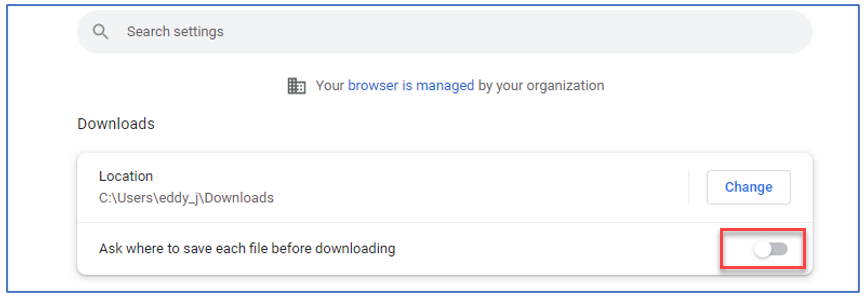 Search settings
Your browser is managed by your organization
Downloads
Location
C:\Users\eddy_j\Downloads
Change
Ask where to save each file before downloading